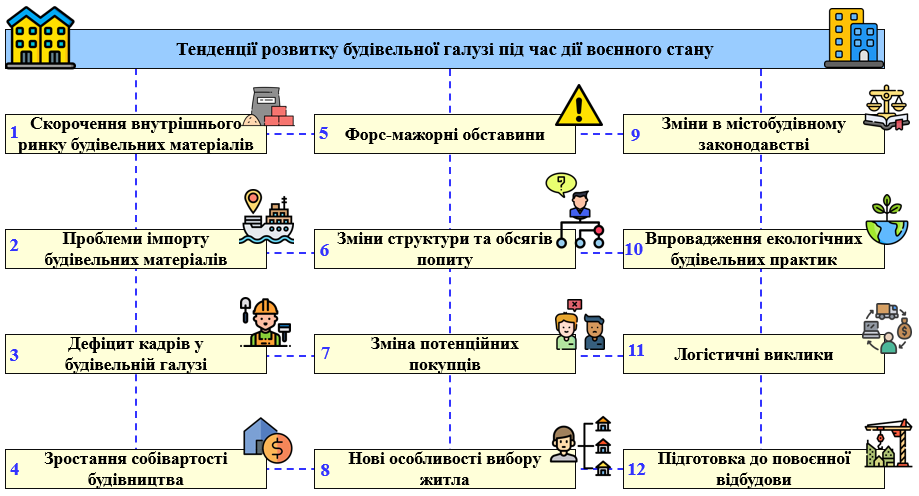 Тенденції розвитку будівельної галузі під час дії воєнного стану
1 Скорочення внутрішнього
ринку будівельних матеріалів
2 Проблеми імпорту
будівельних матеріалів
3 Дефіцит кадрів у
будівельній галузі
4 Зростання собівартості
будівництва
5 Форс-мажорні обставини
6 Зміни структури та обсягів
попиту
7 Зміна потенційних
покупців
8 Нові особливості вибору
житла
9 Зміни в містобудівному
законодавстві
10 Впровадження екологічних
будівельних практик
11 Логістичні виклики
12 Підготовка до повоєнної
відбудови